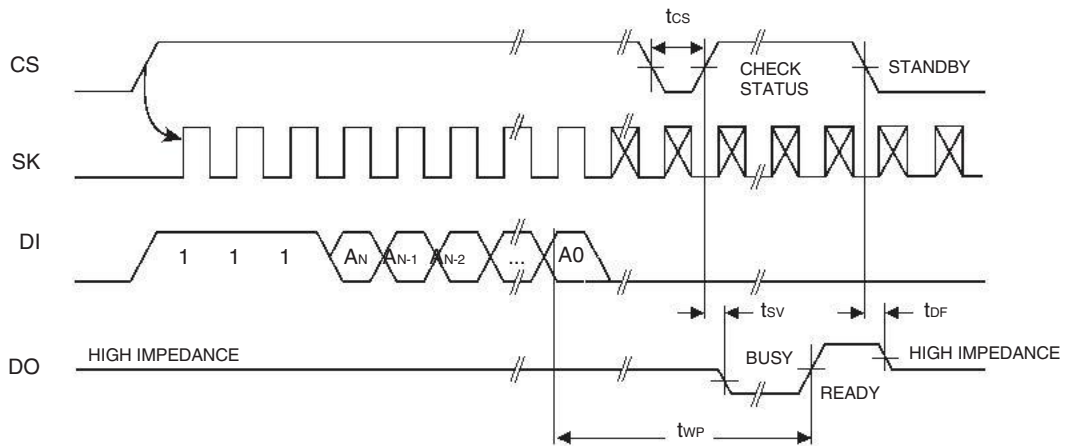 tCS
CS
CHECK
STATUS
STANDBY
SK
DI
1 1 1 AN AN-1 AN-2 ... A0
tSV
tDF
DO
HIGH IMPEDANCE
BUSY
READY
HIGH IMPEDANCE
tWP